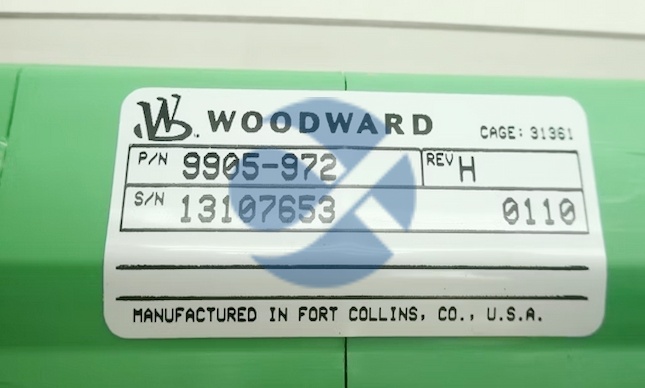 WOODWARD CAGE: 31361
P/N 9905-972 REV H
S/N 13107653 0110
MANUFACTURED IN FORT COLLINS, CO., U.S.A.